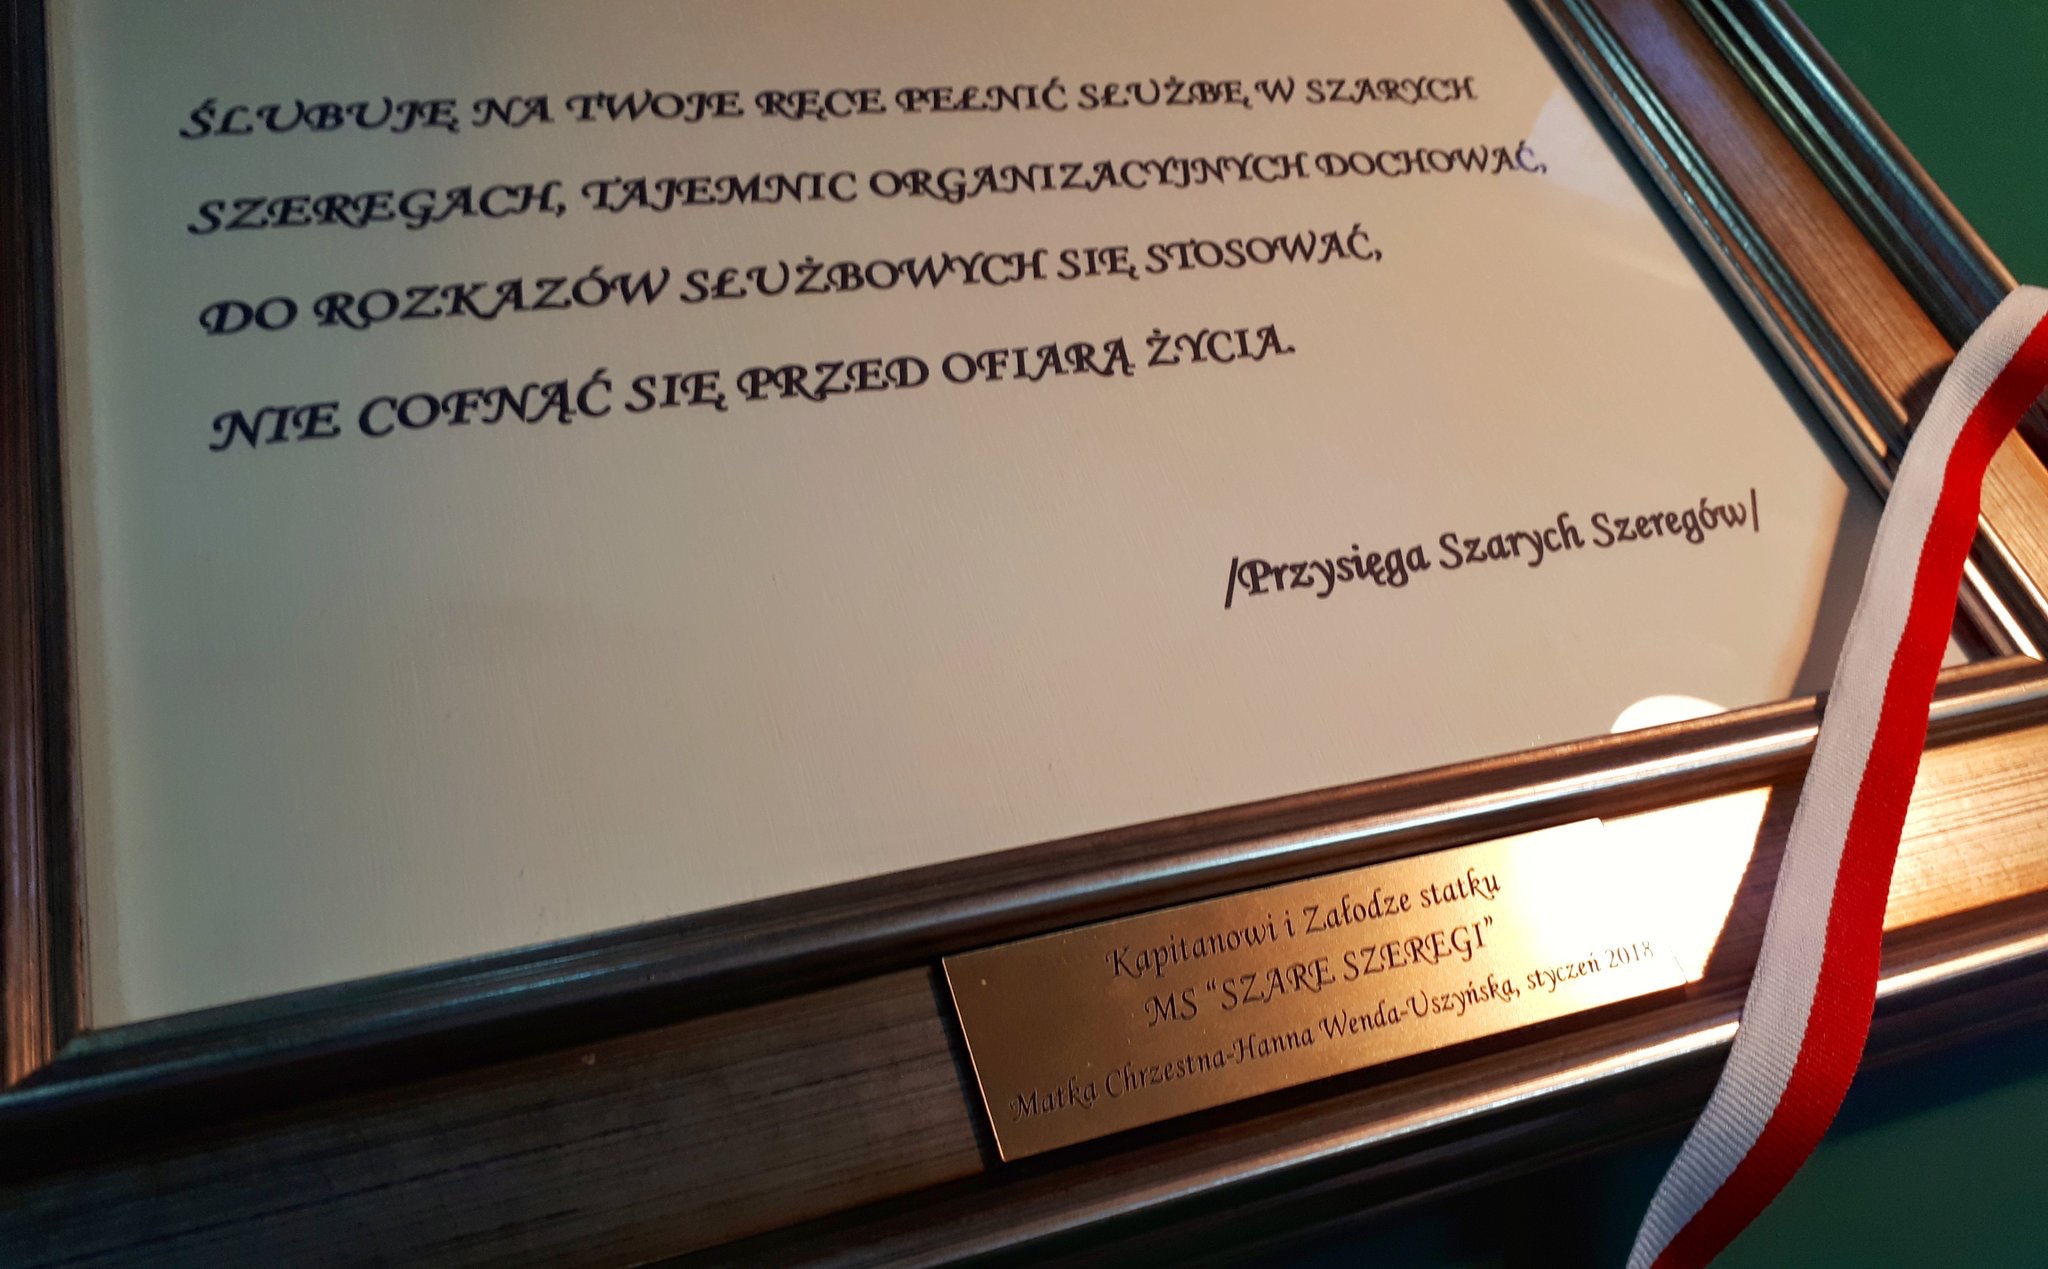 ŚLUBUJĘ NA TWOJE RĘCE PEŁNIĆ SŁUŻBĘ W SZARYCH
SZEREGACH, TAJEMNIC ORGANIZACYJNYCH DOCHOWAĆ,
DO ROZKAZÓW SŁUŻBOWYCH SIĘ STOSOWAĆ,
NIE COFNĄĆ SIĘ PRZED OFIARĄ ŻYCIA.
/Przysięga Szarych Szeregów/
Kapitanowi i Załodze statku
MS “SZARE SZEREGI”
Matka Chrzestna-Hanna Wenda-Uszyńska, styczeń 2018